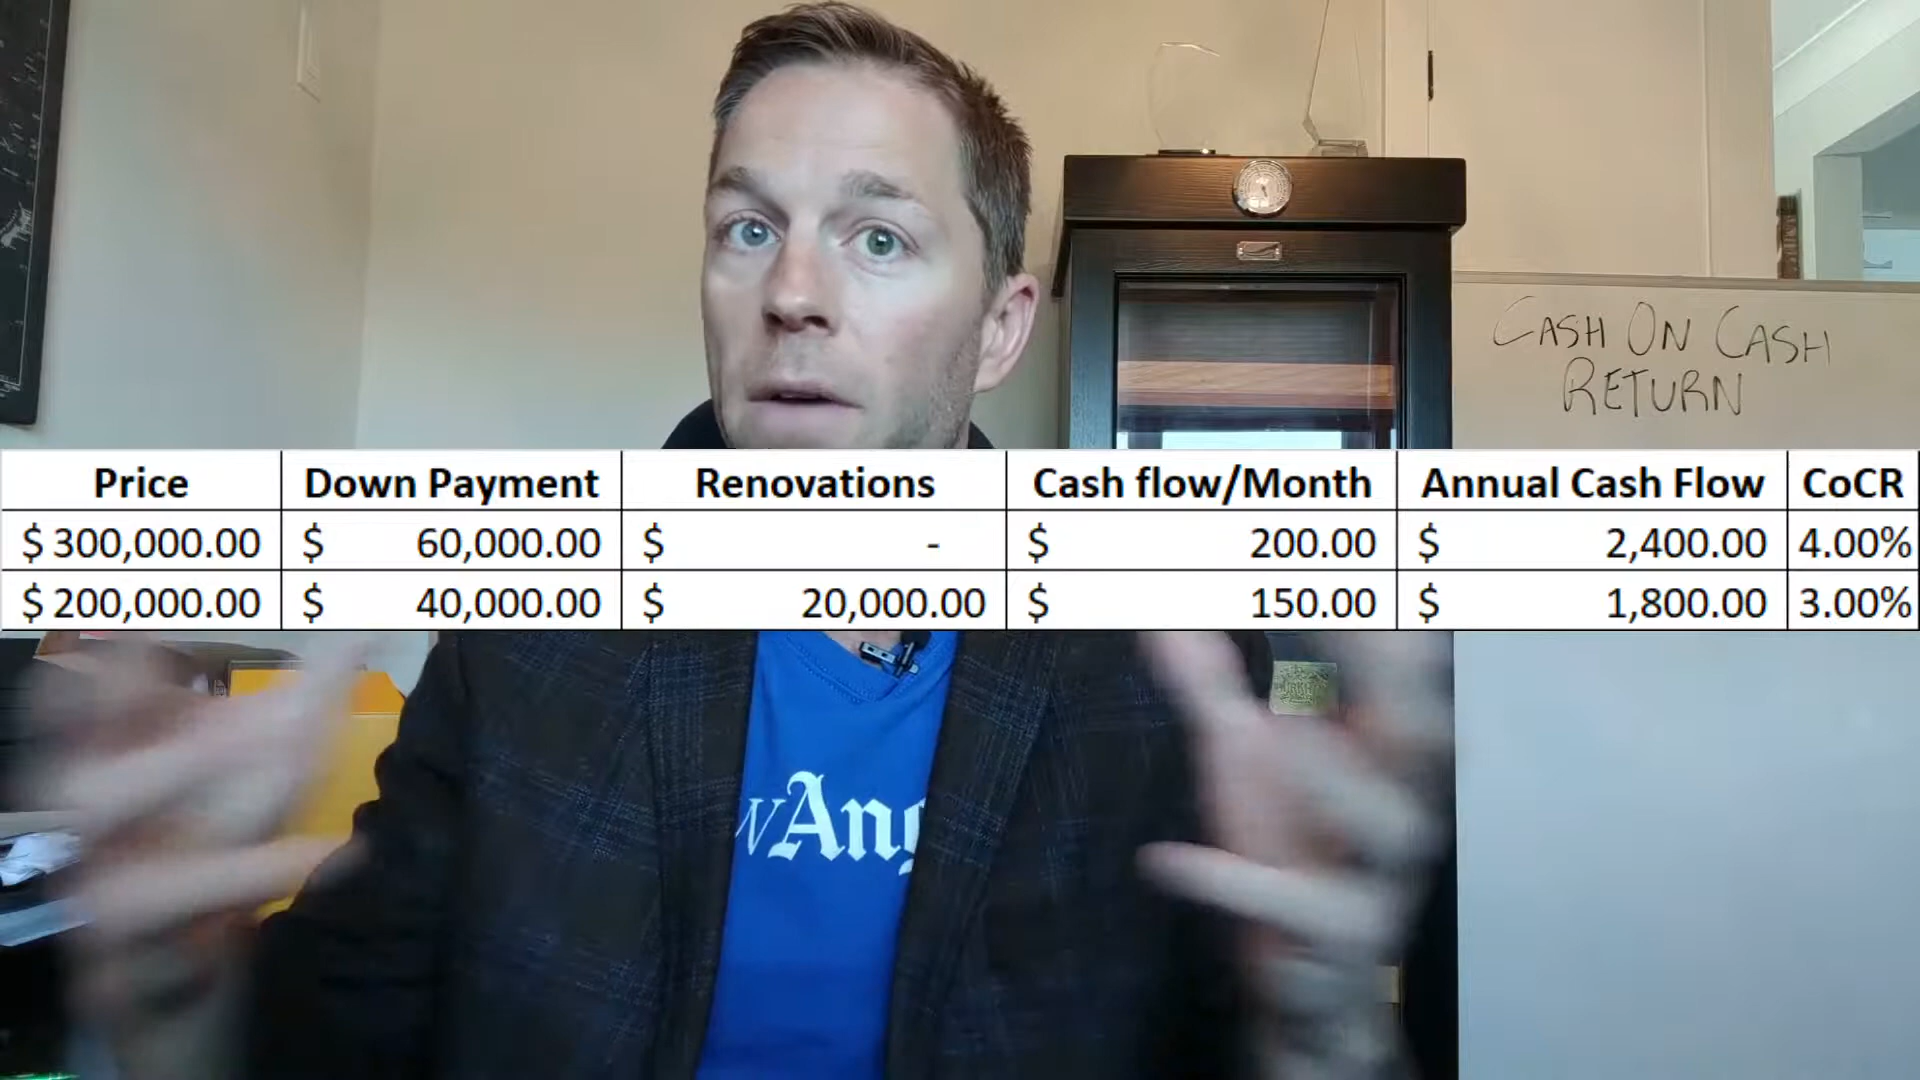 CASH ON CASH
RETURN
Price Down Payment Renovations Cash flow/Month Annual Cash Flow CoCR
$ 300,000.00 $ 60,000.00 $ - $ 200.00 $ 2,400.00 4.00%
$ 200,000.00 $ 40,000.00 $ 20,000.00 $ 150.00 $ 1,800.00 3.00%
wAng